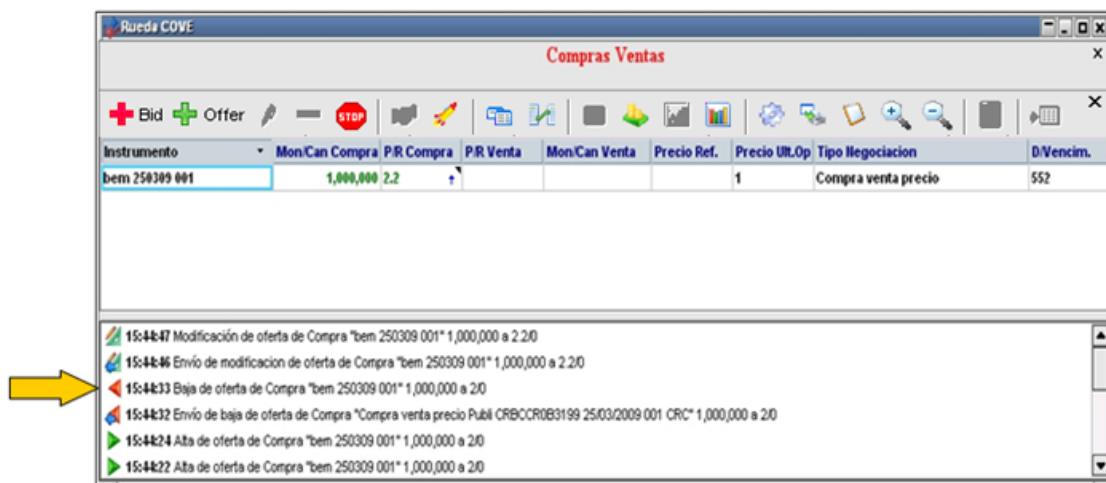 Rueda COVE
Compras Ventas
Bid Offer STOP
Instrumento Mon/Can Compra P/R Compra P/R Venta Mon/Can Venta Precio Ref. Precio Ult.Op Tipo Negociacion D/Vencim.
bem 250309 001 1,000,000 2.2 1 Compra venta precio 552
15:44:47 Modificación de oferta de Compra "bem 250309 001" 1,000,000 a 2.2/0
15:44:46 Envío de modificacion de oferta de Compra "bem 250309 001" 1,000,000 a 2.2/0
15:44:33 Baja de oferta de Compra "bem 250309 001" 1,000,000 a 2/0
15:44:32 Envío de baja de oferta de Compra "Compra venta precio Publi CRBCCR0B3199 25/03/2009 001 CRC" 1,000,000 a 2/0
15:44:24 Alta de oferta de Compra "bem 250309 001" 1,000,000 a 2/0
15:44:22 Alta de oferta de Compra "bem 250309 001" 1,000,000 a 2/0